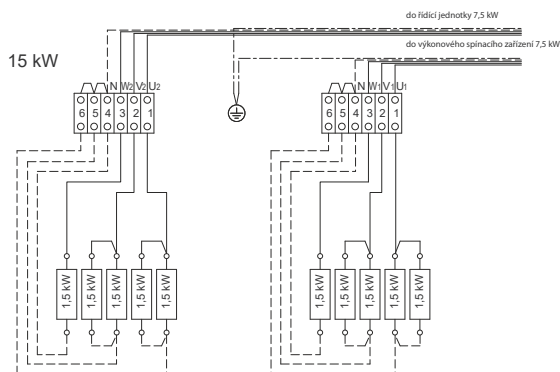 do řídící jednotky 7,5 kW
do výkonového spínacího zařízení 7,5 kW
15 kW
N W2 V2 U2
6 5 4 3 2 1
N W1 V1 U1
6 5 4 3 2 1
1,5 kW 1,5 kW 1,5 kW 1,5 kW 1,5 kW
1,5 kW 1,5 kW 1,5 kW 1,5 kW 1,5 kW